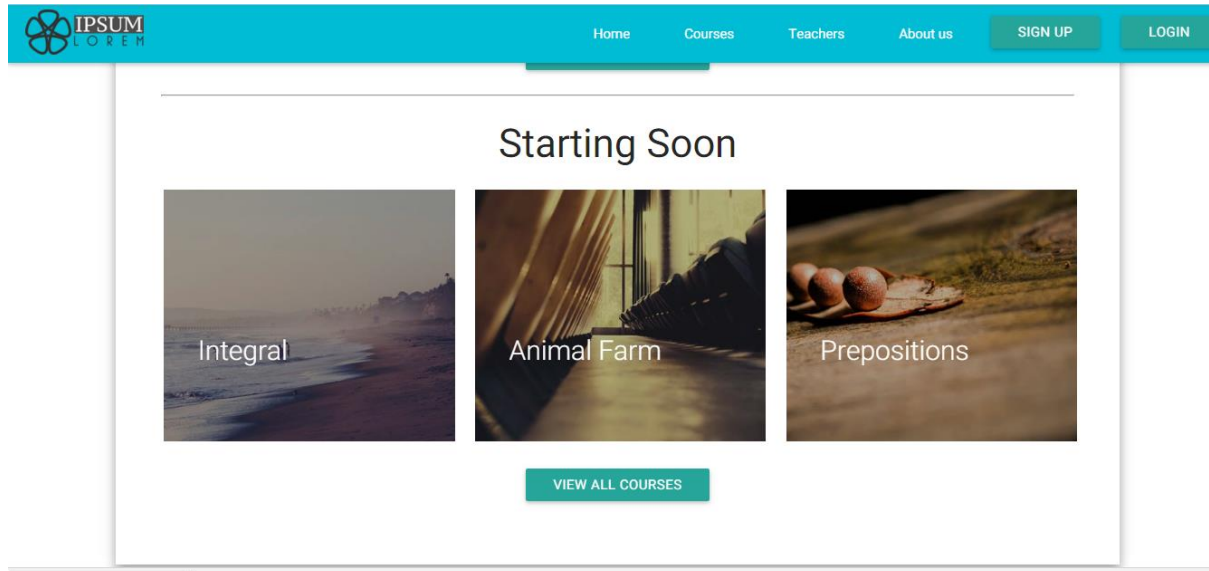 IPSUM
LOREM
Home Courses Teachers About us SIGN UP LOGIN
Starting Soon
Integral Animal Farm Prepositions
VIEW ALL COURSES